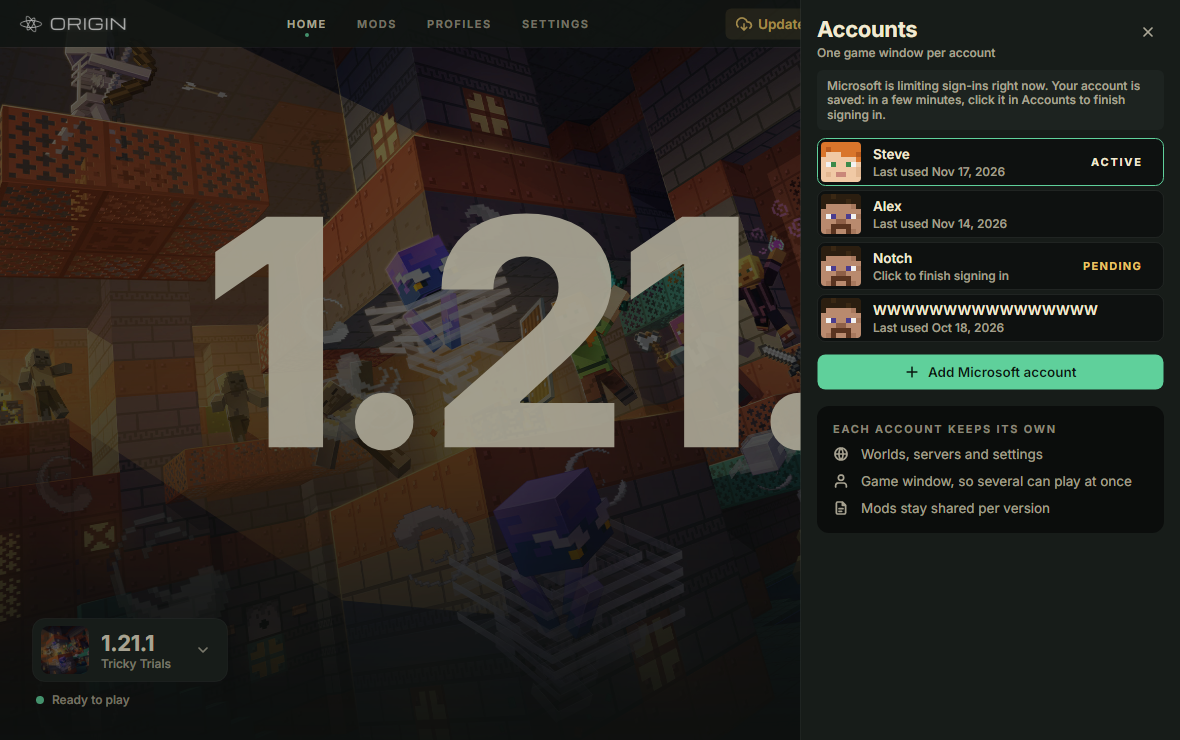 ORIGIN
HOME
MODS
PROFILES
SETTINGS
Update
Accounts
One game window per account
Microsoft is limiting sign-ins right now. Your account is
saved: in a few minutes, click it in Accounts to finish
signing in.
Steve
Last used Nov 17, 2026
ACTIVE
Alex
Last used Nov 14, 2026
Notch
Click to finish signing in
PENDING
WWWWWWWWWWWWWWWW
Last used Oct 18, 2026
Add Microsoft account
EACH ACCOUNT KEEPS ITS OWN
Worlds, servers and settings
Game window, so several can play at once
Mods stay shared per version
1.21.
1.21.1
Tricky Trials
Ready to play